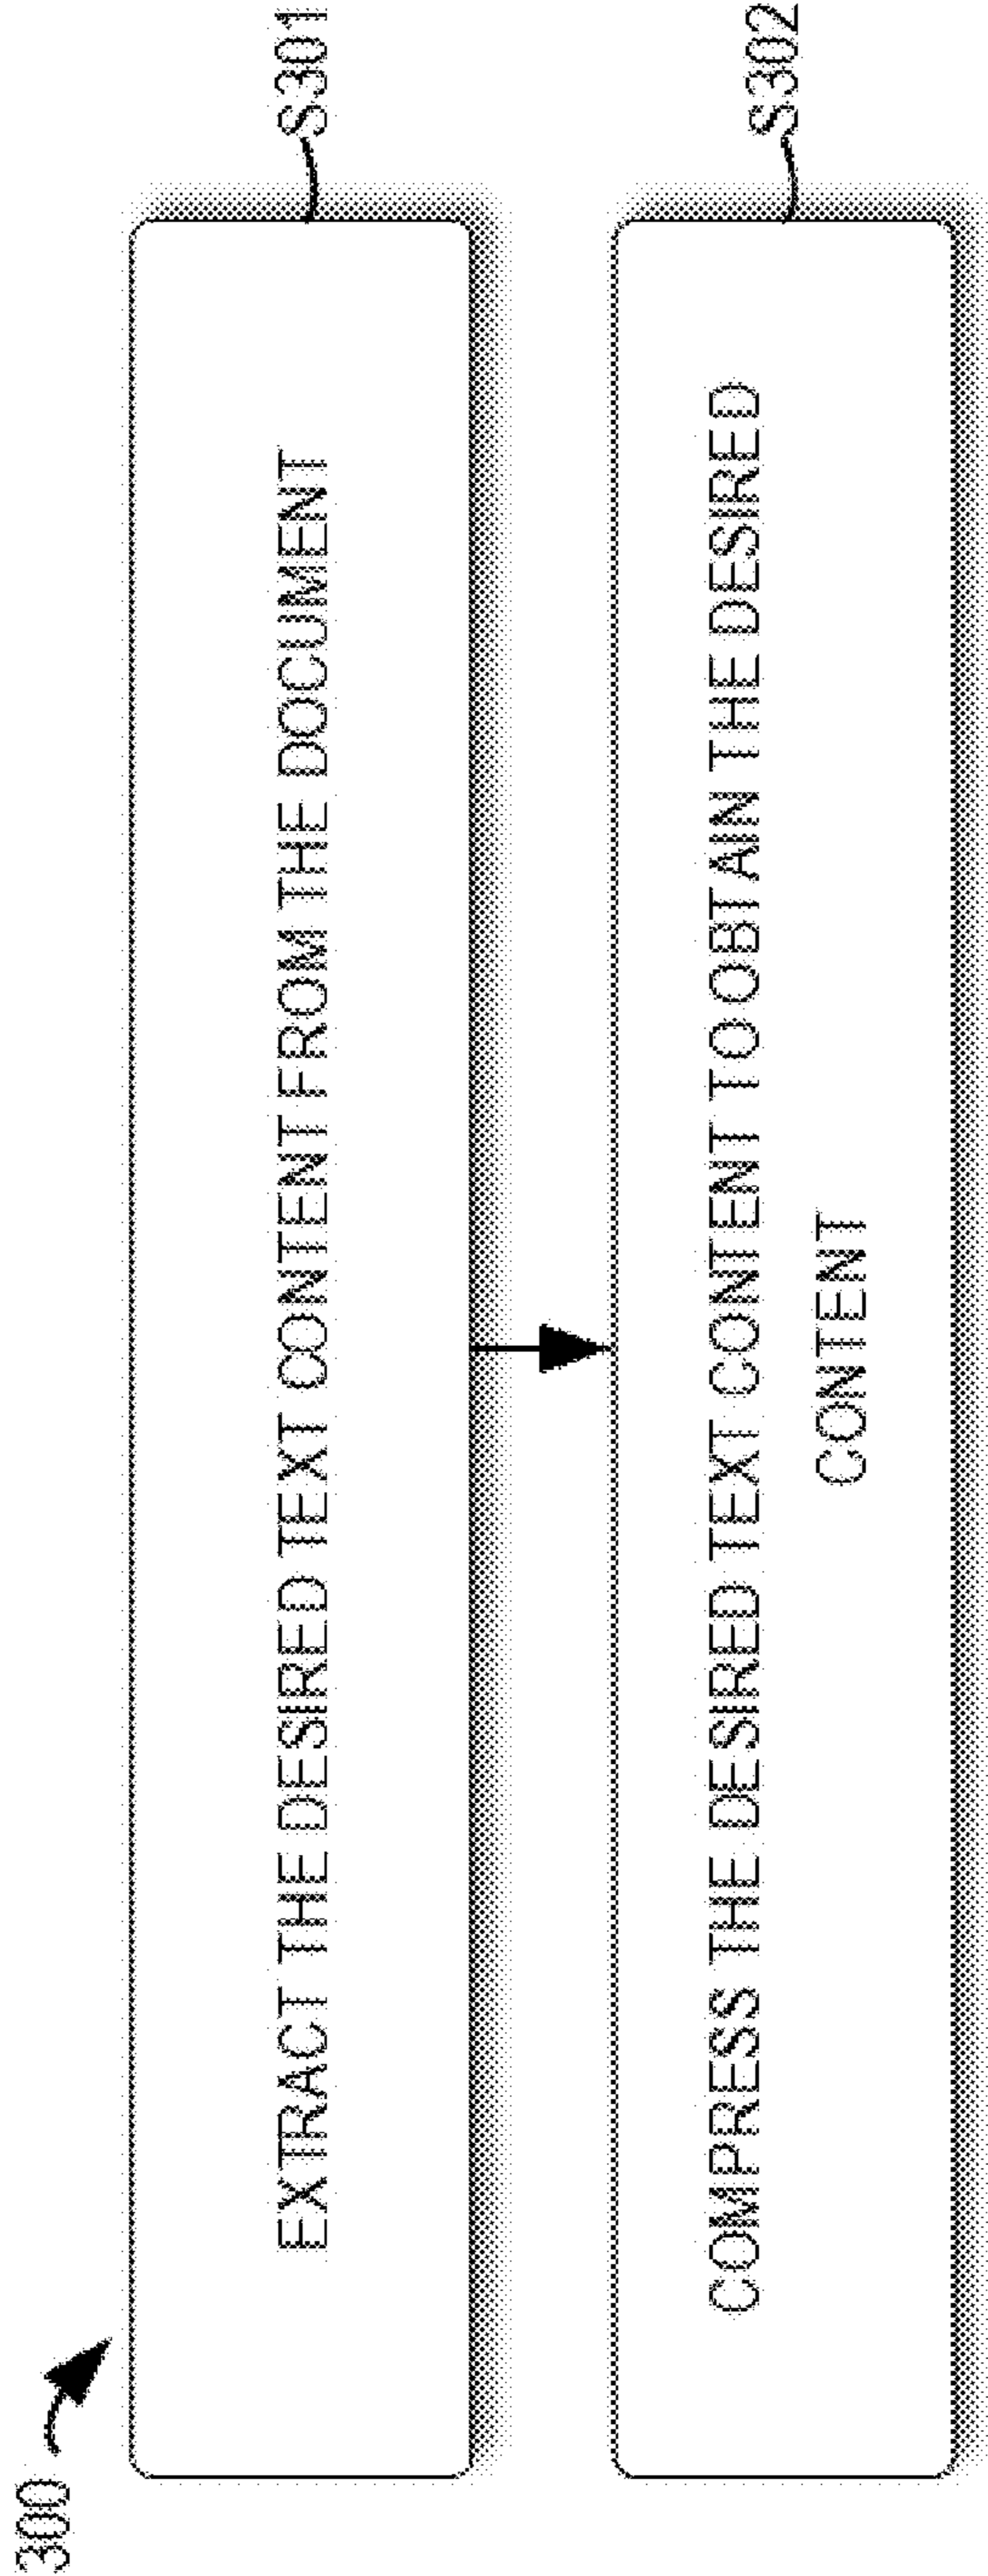 300
EXTRACT THE DESIRED TEXT CONTENT FROM THE DOCUMENT
S301
COMPRESS THE DESIRED TEXT CONTENT TO OBTAIN THE DESIRED
CONTENT
S302